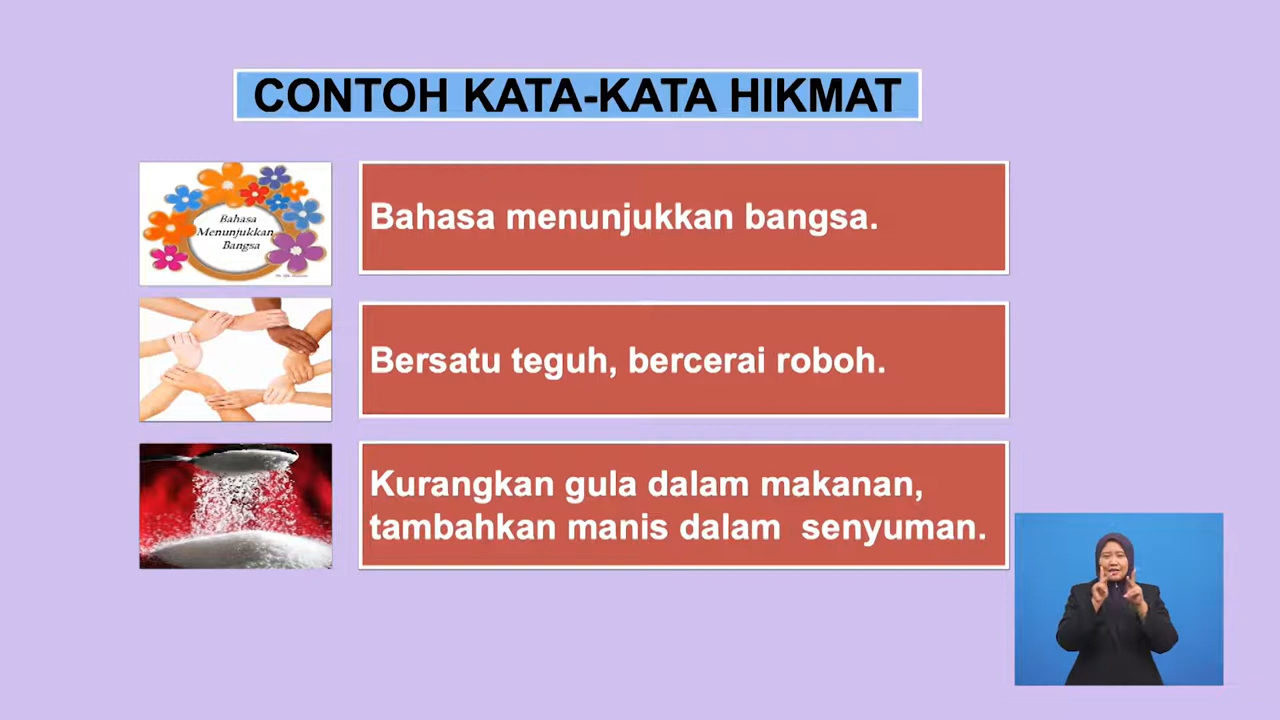 CONTOH KATA-KATA HIKMAT
Bahasa
Menunjukkan
Bangsa
Bahasa menunjukkan bangsa.
Bersatu teguh, bercerai roboh.
Kurangkan gula dalam makanan,
tambahkan manis dalam senyuman.